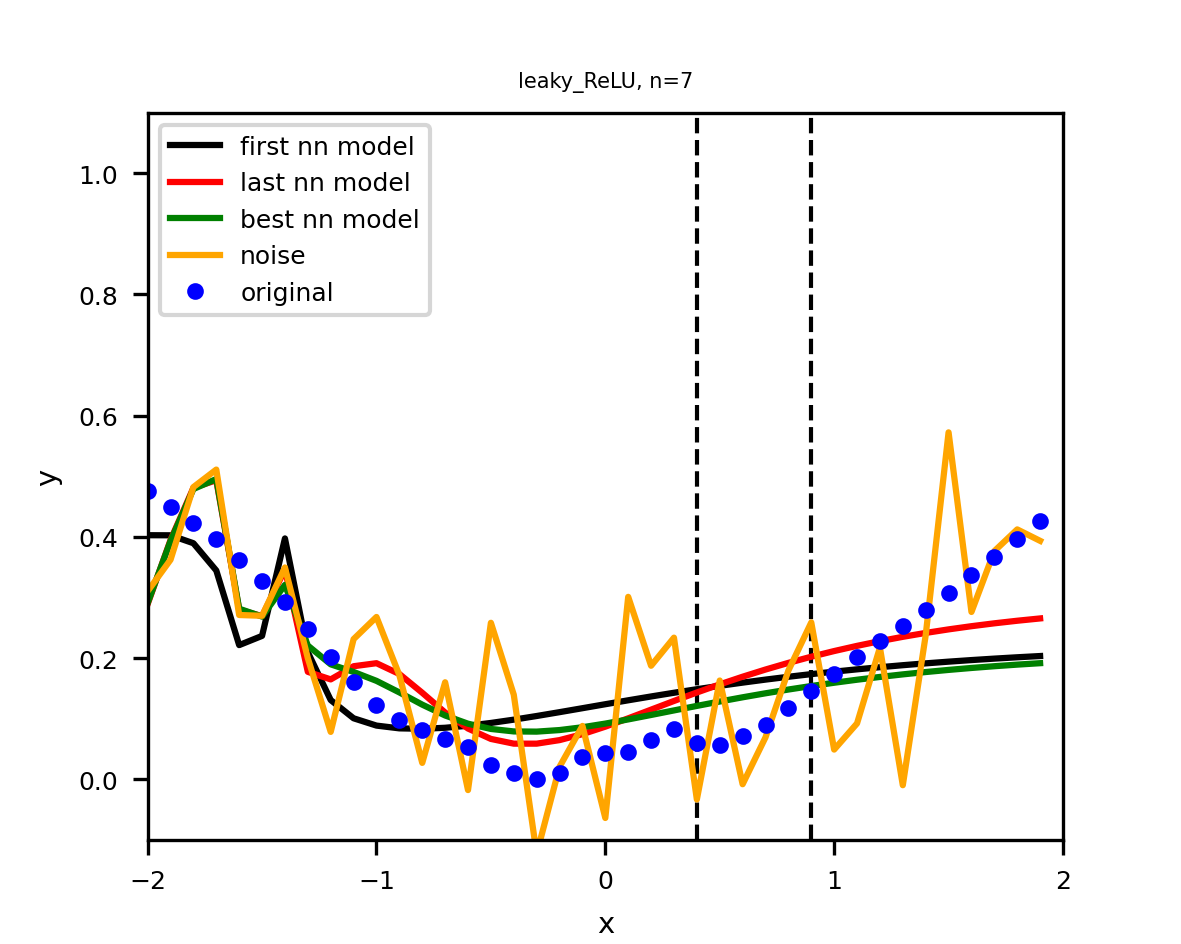 leaky_ReLU, n=7
first nn model
last nn model
best nn model
noise
original
1.0
0.8
0.6
0.4
0.2
0.0
y
−2
−1
0
1
2
x